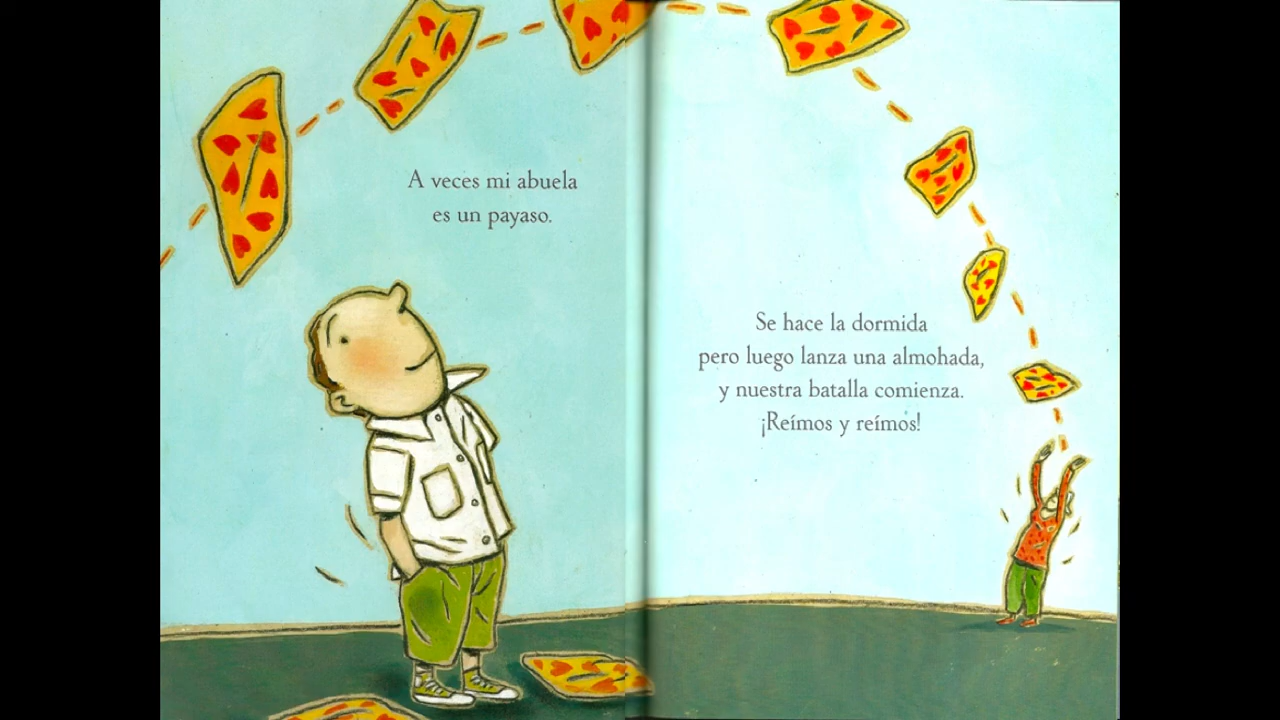 A veces mi abuela
es un payaso.
Se hace la dormida
pero luego lanza una almohada,
y nuestra batalla comienza.
¡Reímos y reímos!